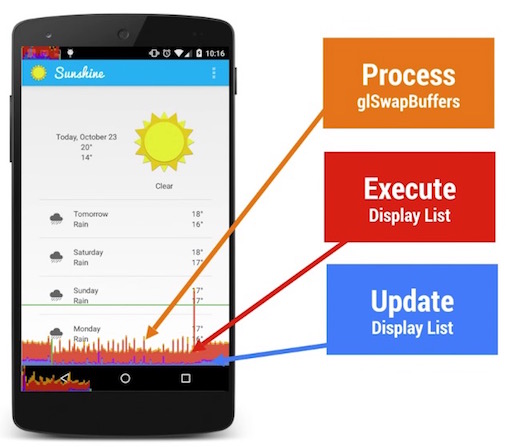 10:16
Sunshine
Today, October 23
20°
14°
Clear
Tomorrow 18°
Rain 16°
Saturday 18°
Rain 17°
Sunday 17°
Rain 17°
Monday 17°
Rain
Process
glSwapBuffers
Execute
Display List
Update
Display List